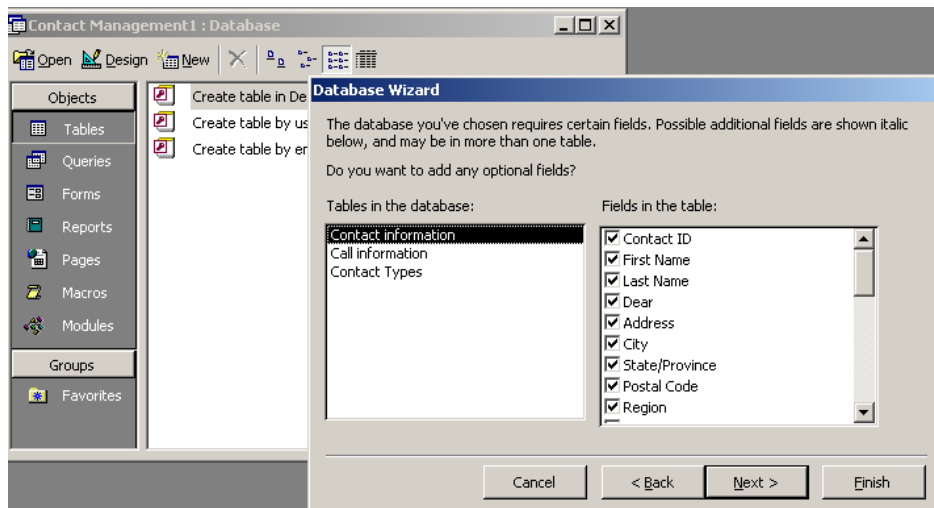 Contact Management1 : Database
Open Design New
Objects
Tables
Queries
Forms
Reports
Pages
Macros
Modules
Groups
Favorites
Create table in De
Create table by us
Create table by er
Database Wizard
The database you've chosen requires certain fields. Possible additional fields are shown italic
below, and may be in more than one table.
Do you want to add any optional fields?
Tables in the database:
Contact information
Call information
Contact Types
Fields in the table:
Contact ID
First Name
Last Name
Dear
Address
City
State/Province
Postal Code
Region
Cancel
< Back
Next >
Finish